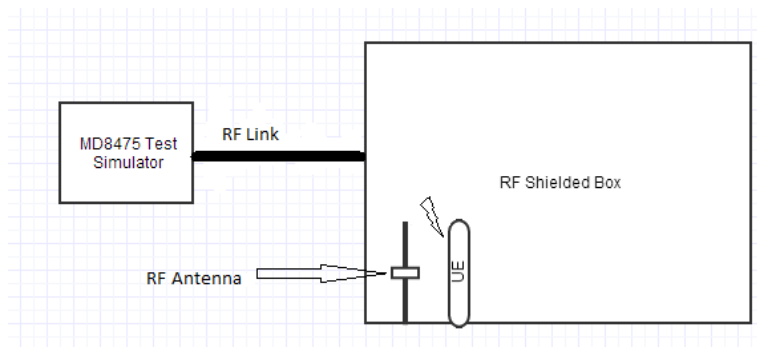 MD8475 Test
Simulator
RF Link
RF Shielded Box
RF Antenna
UE